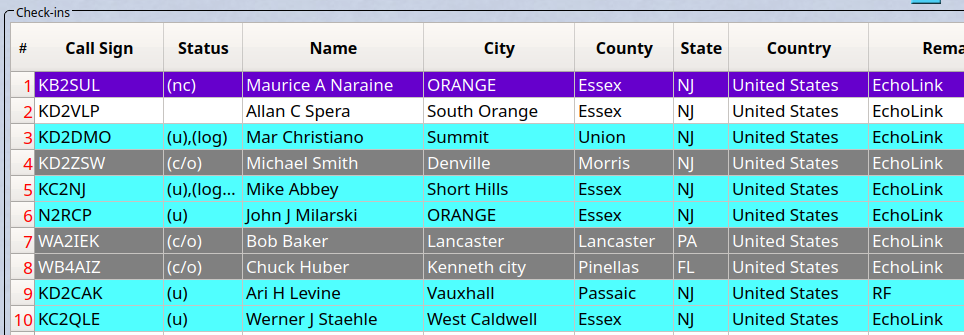 Check-ins
# Call Sign Status Name City County State Country Rema
1 KB2SUL (nc) Maurice A Naraine ORANGE Essex NJ United States EchoLink
2 KD2VLP Allan C Spera South Orange Essex NJ United States EchoLink
3 KD2DMO (u),(log) Mar Christiano Summit Union NJ United States EchoLink
4 KD2ZSW (c/o) Michael Smith Denville Morris NJ United States EchoLink
5 KC2NJ (u),(log... Mike Abbey Short Hills Essex NJ United States EchoLink
6 N2RCP (u) John J Milarski ORANGE Essex NJ United States EchoLink
7 WA2IEK (c/o) Bob Baker Lancaster Lancaster PA United States EchoLink
8 WB4AIZ (c/o) Chuck Huber Kenneth city Pinellas FL United States EchoLink
9 KD2CAK (u) Ari H Levine Vauxhall Passaic NJ United States RF
10 KC2QLE (u) Werner J Staehle West Caldwell Essex NJ United States EchoLink